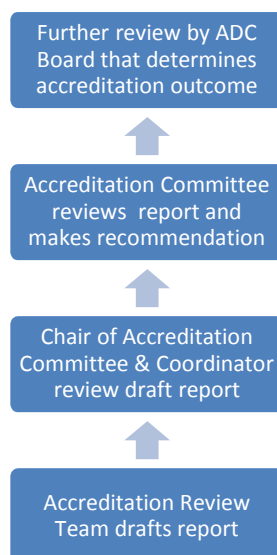 Further review by ADC
Board that determines
accreditation outcome
Accreditation Committee
reviews report and
makes recommendation
Chair of Accreditation
Committee & Coordinator
review draft report
Accreditation Review
Team drafts report